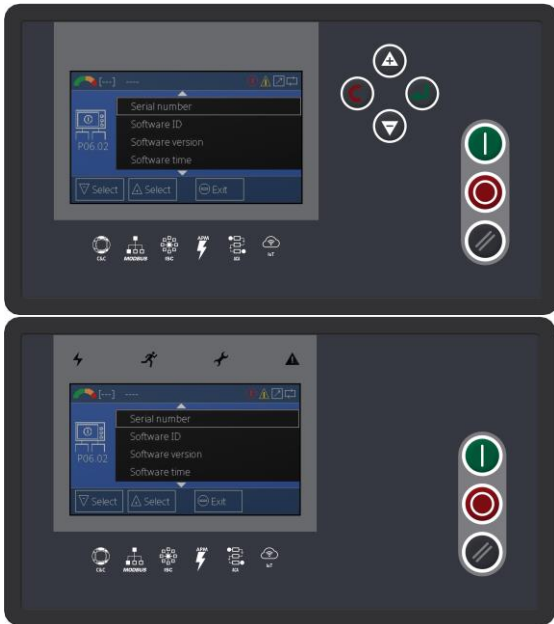 [---] ----
Serial number
Software ID
P06.02
Software version
Software time
Select
Select
Exit
C&C
MODBUS
ISC
APM
IoT
[---] ----
Serial number
Software ID
P06.02
Software version
Software time
Select
Select
Exit
C&C
MODBUS
ISC
APM
IoT